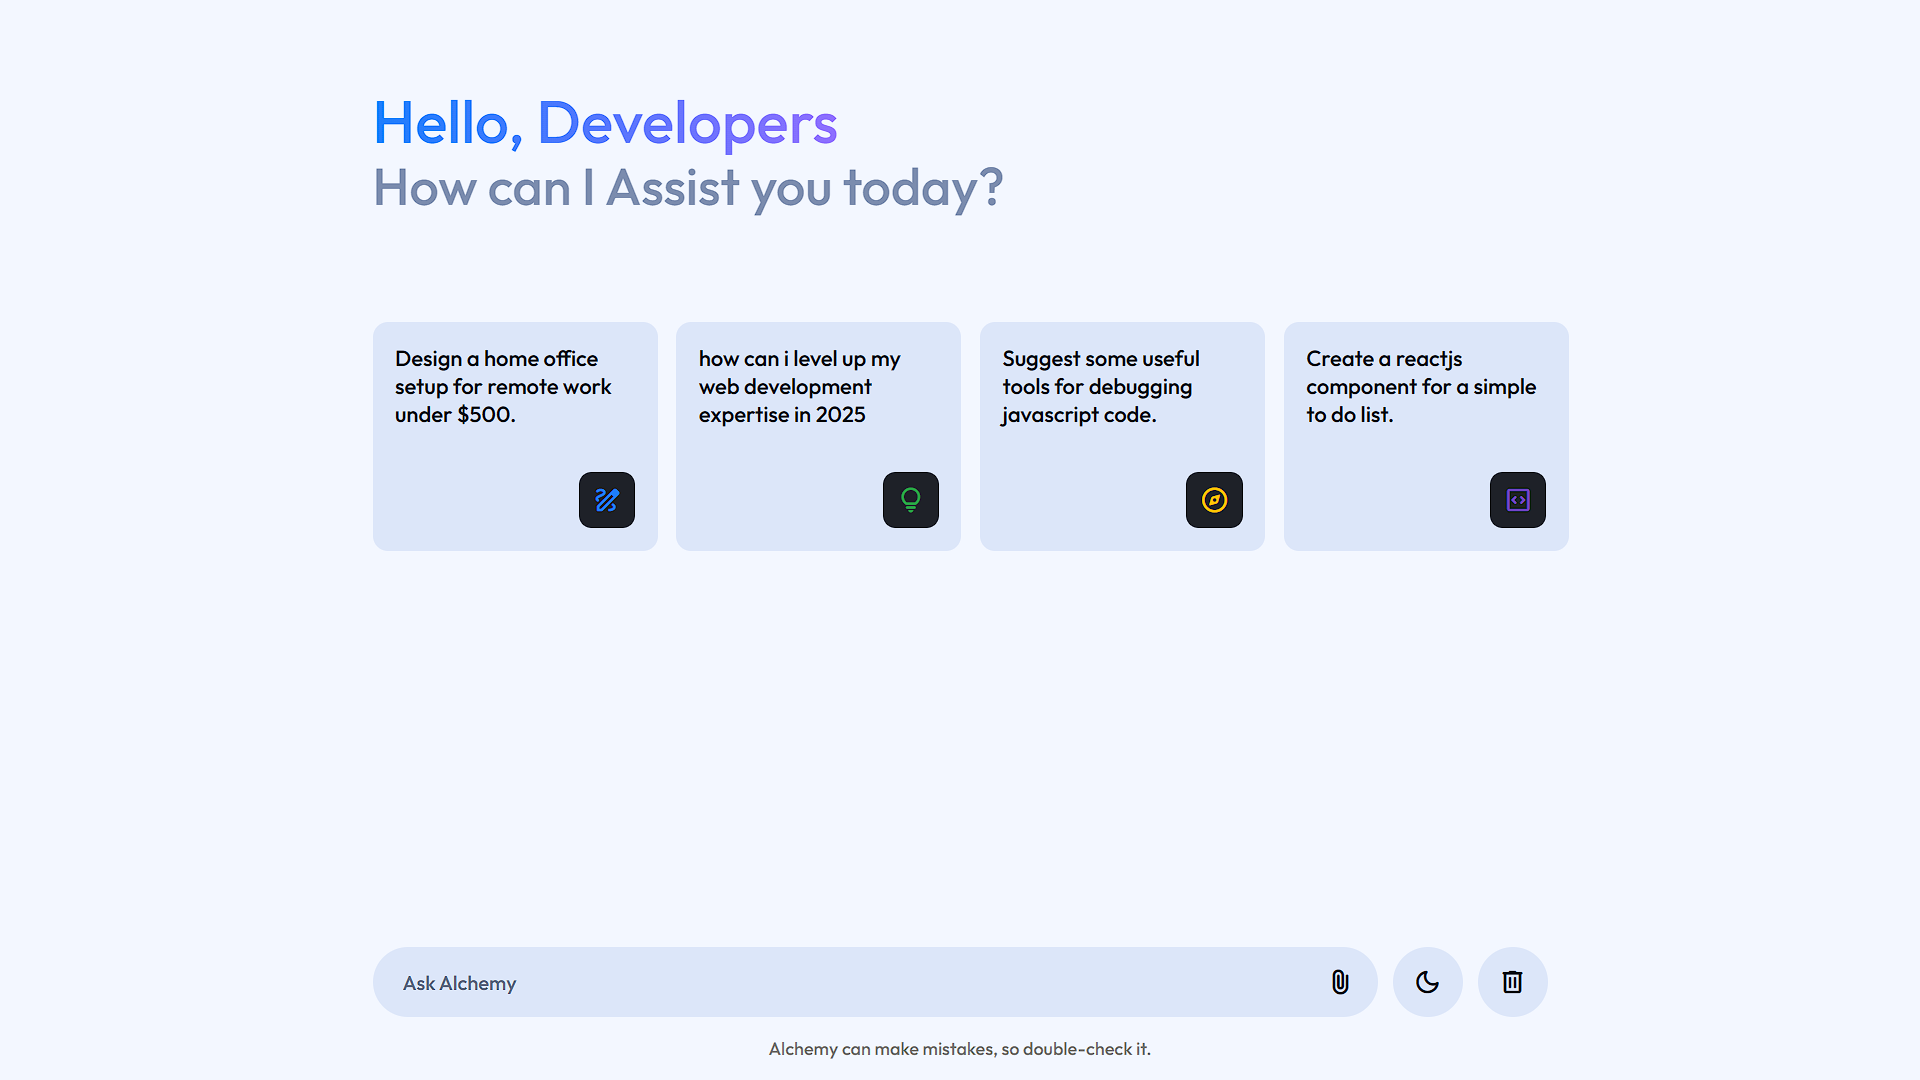 Hello, Developers
How can I Assist you today?
Design a home office
setup for remote work
under $500.
how can i level up my
web development
expertise in 2025
Suggest some useful
tools for debugging
javascript code.
Create a reactjs
component for a simple
to do list.
Ask Alchemy
Alchemy can make mistakes, so double-check it.